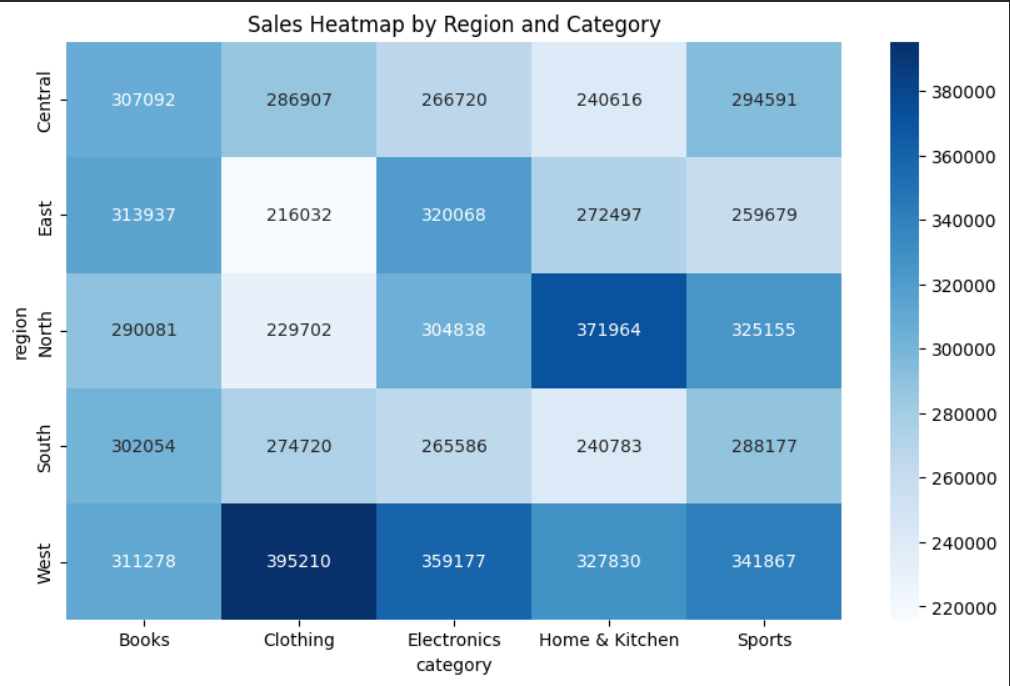 Sales Heatmap by Region and Category
region
Central 307092 286907 266720 240616 294591
East 313937 216032 320068 272497 259679
North 290081 229702 304838 371964 325155
South 302054 274720 265586 240783 288177
West 311278 395210 359177 327830 341867
Books Clothing Electronics Home & Kitchen Sports
category
380000
360000
340000
320000
300000
280000
260000
240000
220000